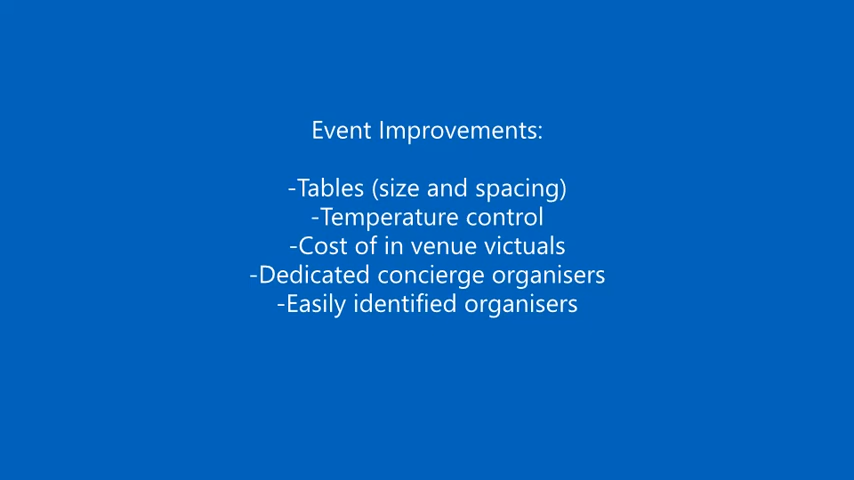 Event Improvements:
-Tables (size and spacing)
-Temperature control
-Cost of in venue victuals
-Dedicated concierge organisers
-Easily identified organisers